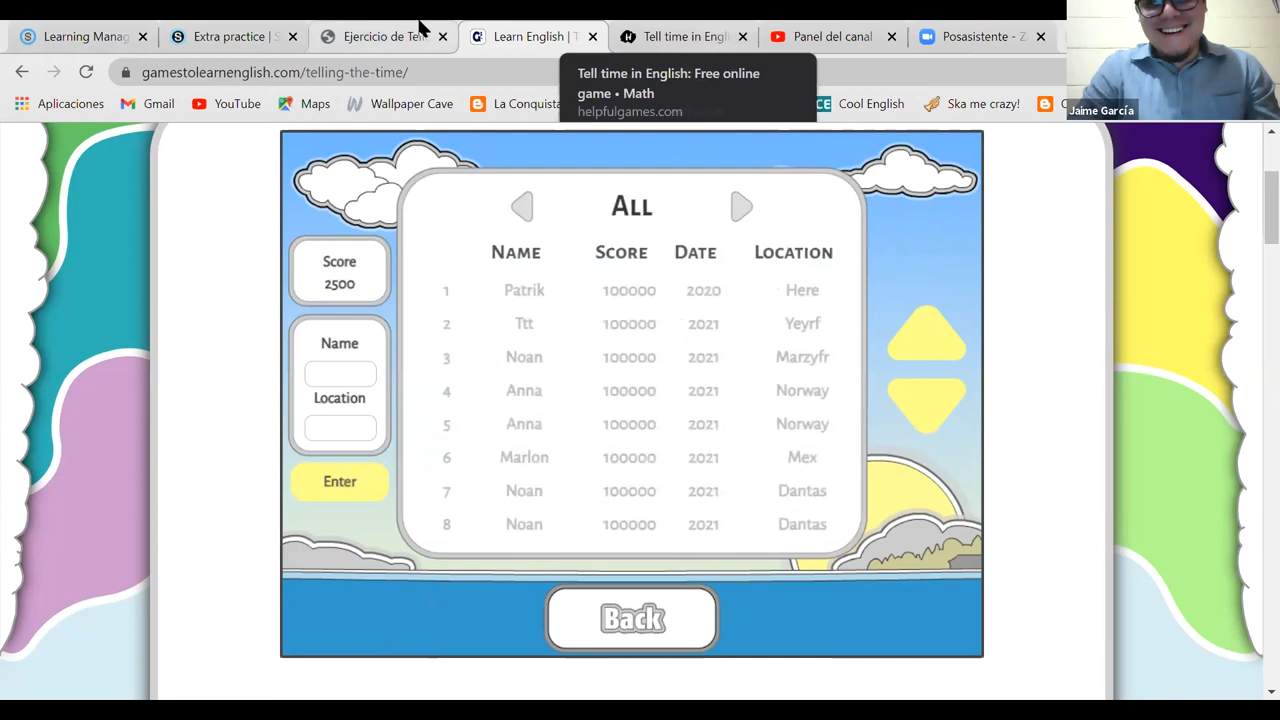 Learning Manag
Extra practice | S
Ejercicio de Tell
Learn English | T
Tell time in Engli
Panel del canal
Posasistente - Z
gamestolearnenglish.com/telling-the-time/
Tell time in English: Free online
game • Math
helpfulgames.com
Aplicaciones
Gmail
YouTube
Maps
Wallpaper Cave
La Conquista
Cool English
Ska me crazy!
Jaime García
All
Name Score Date Location
1 Patrik 100000 2020 Here
2 Ttt 100000 2021 Yeyrf
3 Noan 100000 2021 Marzyfr
4 Anna 100000 2021 Norway
5 Anna 100000 2021 Norway
6 Marlon 100000 2021 Mex
7 Noan 100000 2021 Dantas
8 Noan 100000 2021 Dantas
Score
2500
Name
Location
Enter
Back